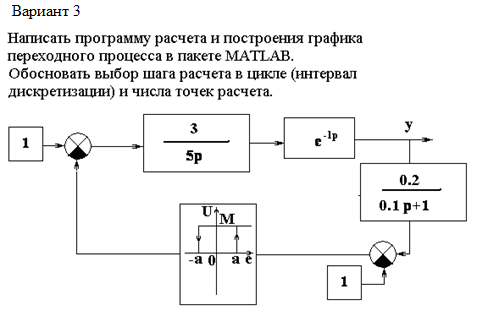 Вариант 3
Написать программу расчета и построения графика
переходного процесса в пакете MATLAB.
Обосновать выбор шага расчета в цикле (интервал
дискретизации) и числа точек расчета.
1
3
5p
e^-1p
y
0.2
0.1 p+1
U
M
-a 0 a ė
1